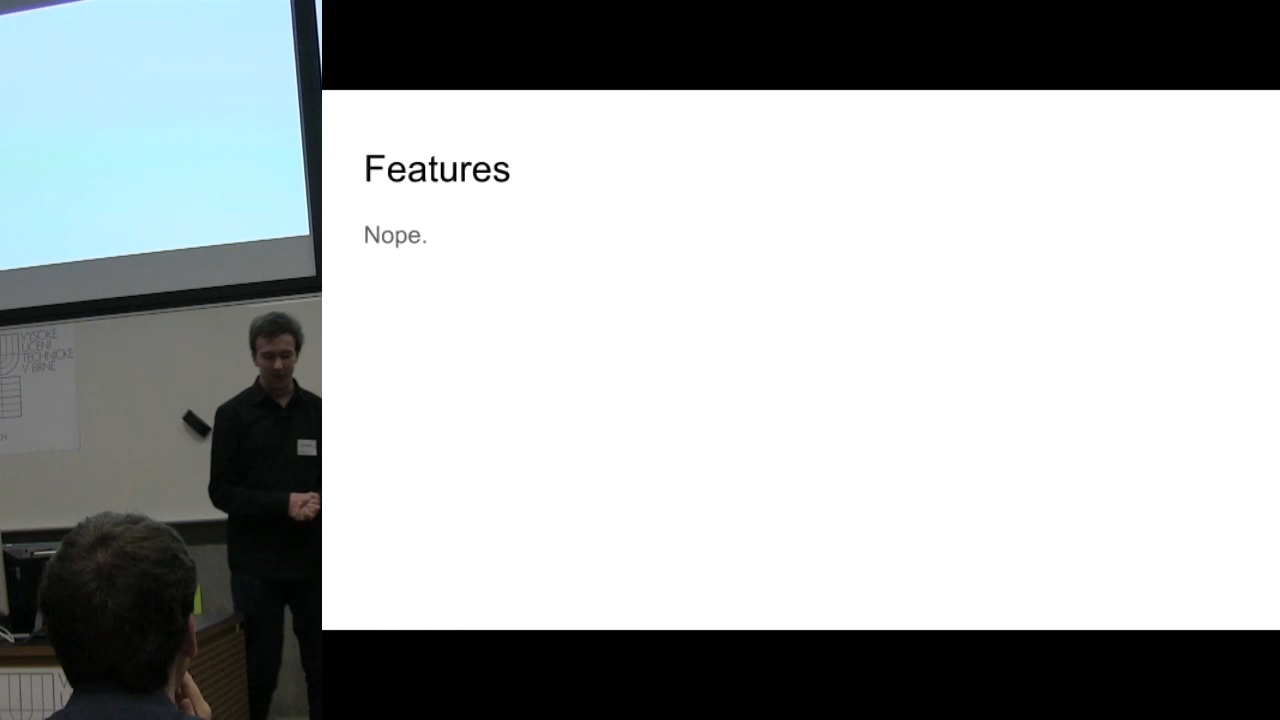 VYSOKÉ
UČENÍ
TECHNICKÉ
V BRNĚ
Features
Nope.